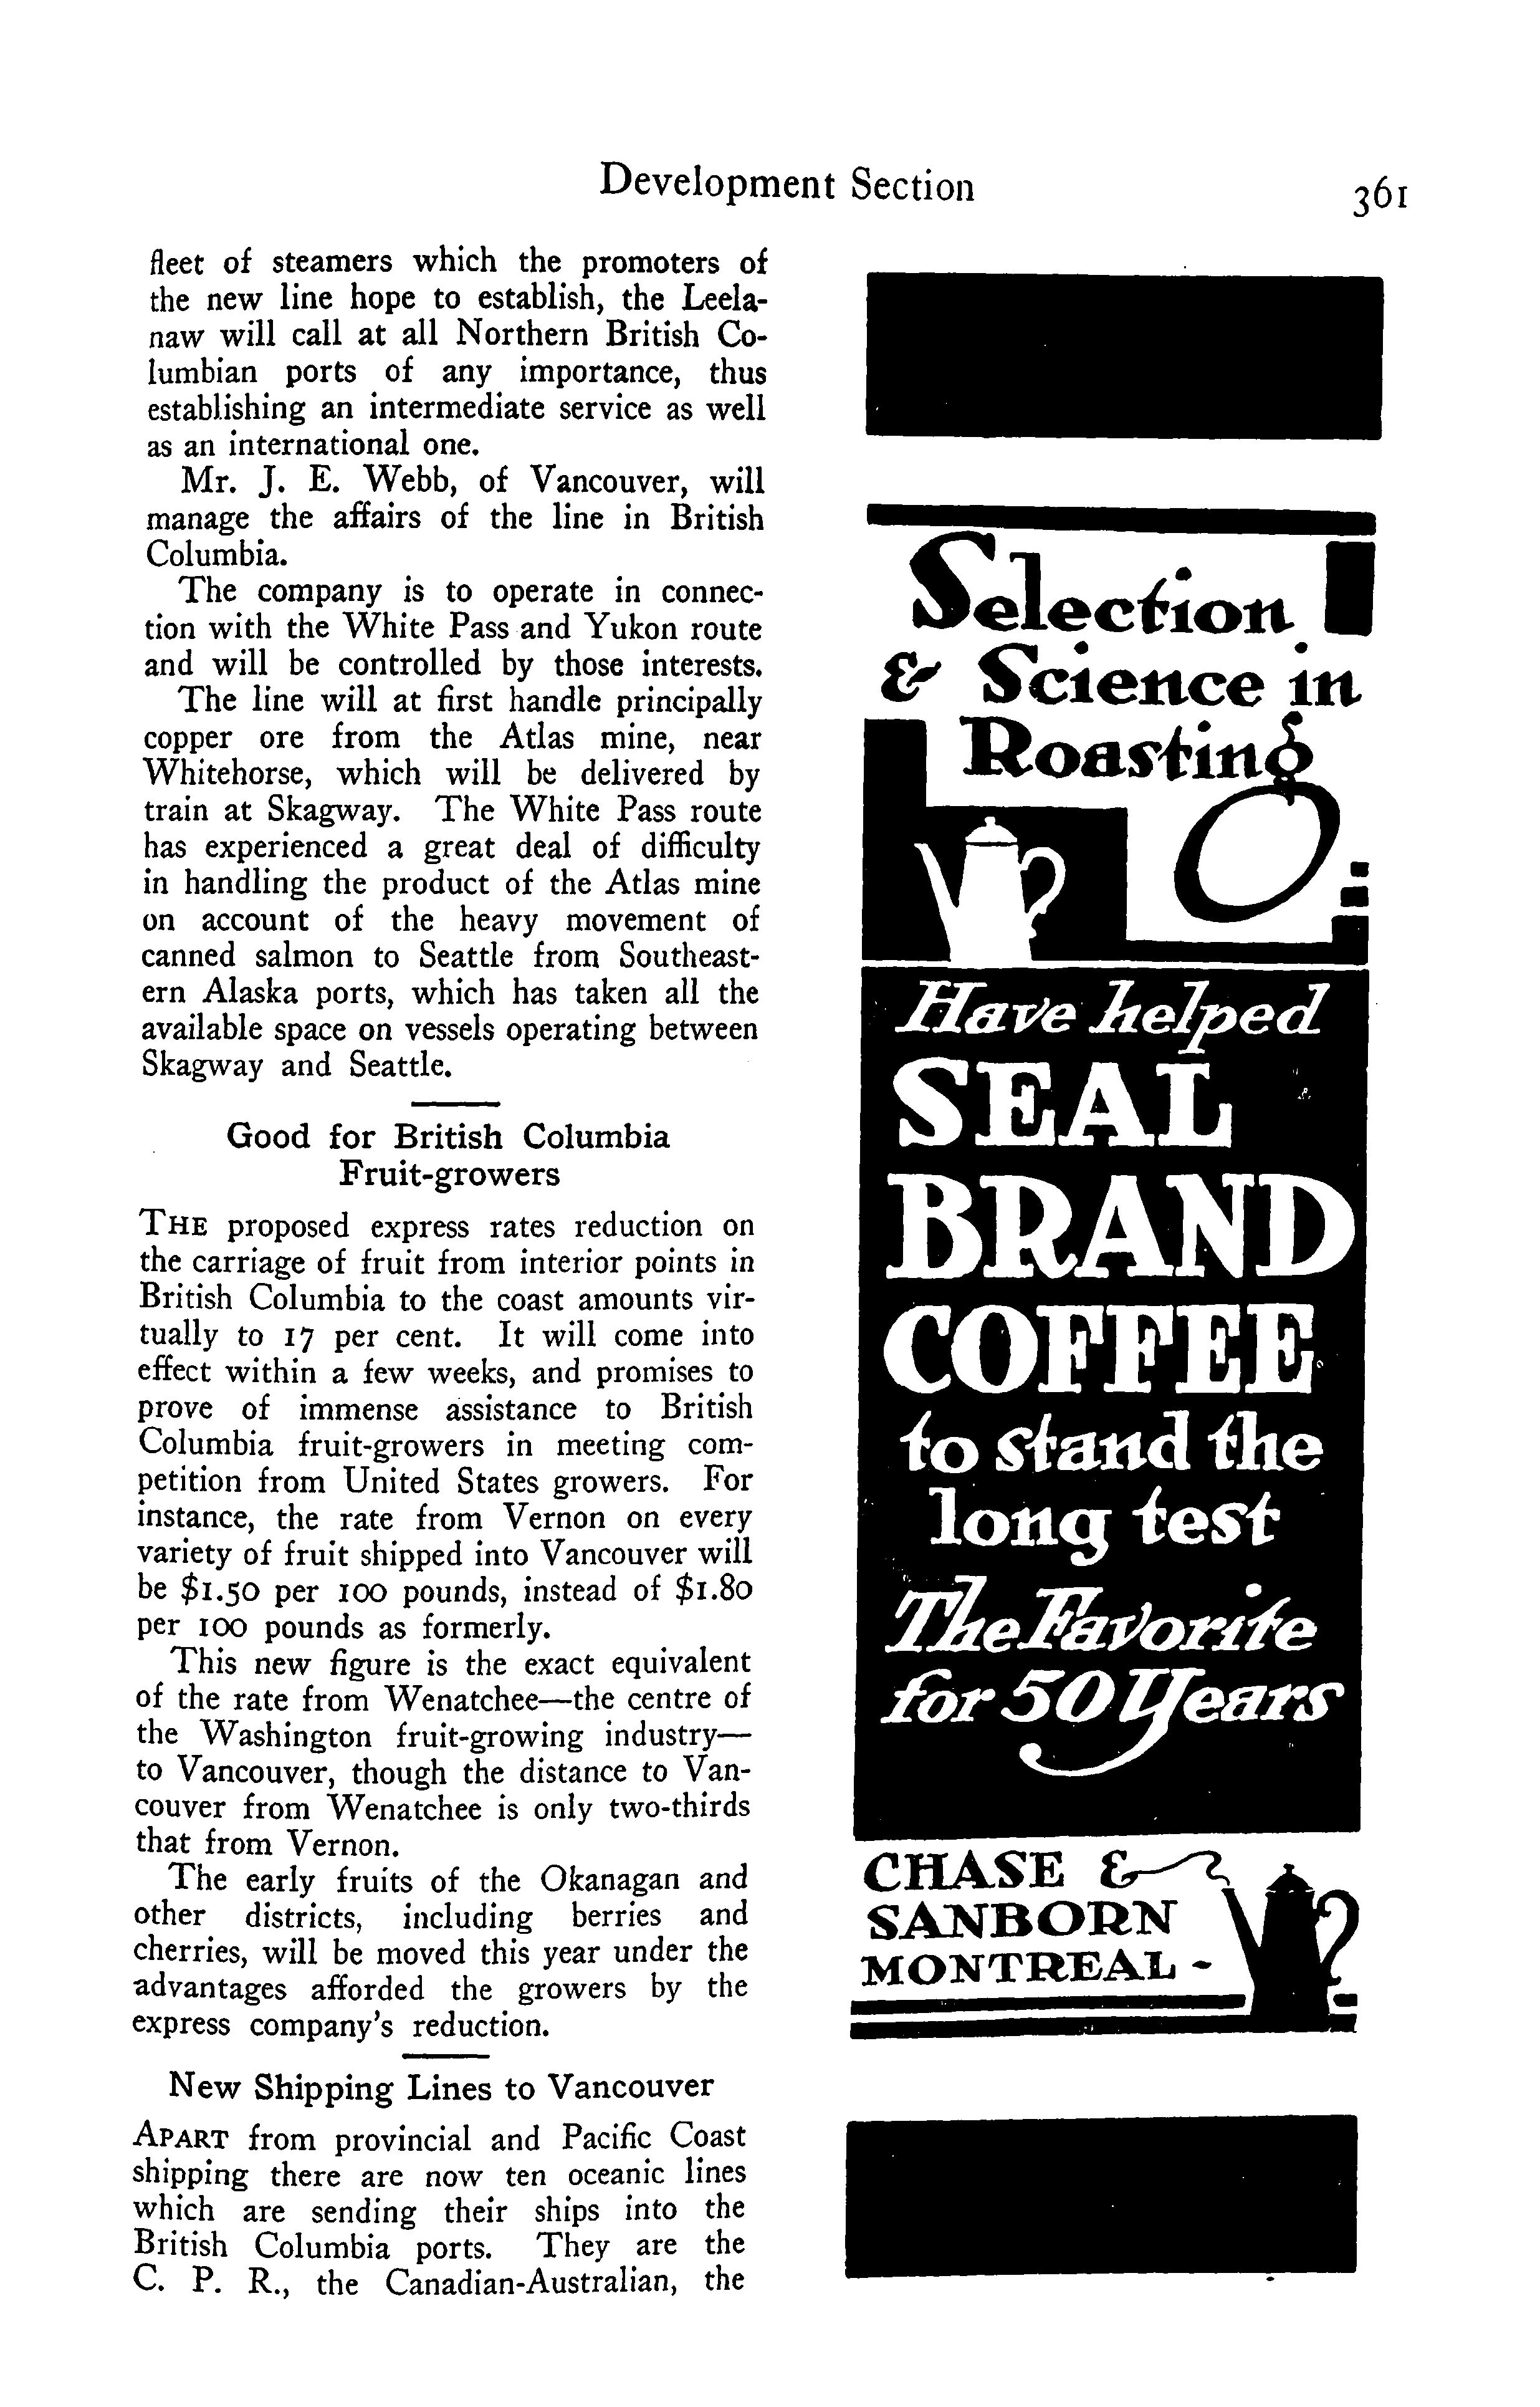 Development Section
361
fleet of steamers which the promoters of
the new line hope to establish, the Leela-
naw will call at all Northern British Co-
lumbian ports of any importance, thus
establishing an intermediate service as well
as an international one.
Mr. J. E. Webb, of Vancouver, will
manage the affairs of the line in British
Columbia.
The company is to operate in connec-
tion with the White Pass and Yukon route
and will be controlled by those interests.
The line will at first handle principally
copper ore from the Atlas mine, near
Whitehorse, which will be delivered by
train at Skagway. The White Pass route
has experienced a great deal of difficulty
in handling the product of the Atlas mine
on account of the heavy movement of
canned salmon to Seattle from Southeast-
ern Alaska ports, which has taken all the
available space on vessels operating between
Skagway and Seattle.
Good for British Columbia
Fruit-growers
THE proposed express rates reduction on
the carriage of fruit from interior points in
British Columbia to the coast amounts vir-
tually to 17 per cent. It will come into
effect within a few weeks, and promises to
prove of immense assistance to British
Columbia fruit-growers in meeting com-
petition from United States growers. For
instance, the rate from Vernon on every
variety of fruit shipped into Vancouver will
be $1.50 per 100 pounds, instead of $1.80
per 100 pounds as formerly.
This new figure is the exact equivalent
of the rate from Wenatchee—the centre of
the Washington fruit-growing industry—
to Vancouver, though the distance to Van-
couver from Wenatchee is only two-thirds
that from Vernon.
The early fruits of the Okanagan and
other districts, including berries and
cherries, will be moved this year under the
advantages afforded the growers by the
express company's reduction.
New Shipping Lines to Vancouver
APART from provincial and Pacific Coast
shipping there are now ten oceanic lines
which are sending their ships into the
British Columbia ports. They are the
C. P. R., the Canadian-Australian, the
Selection
& Science in
Roasting
Have helped
SEAL
BRAND
COFFEE
to stand the
long test
The Favorite
for 50 Years
CHASE &
SANBORN
MONTREAL -